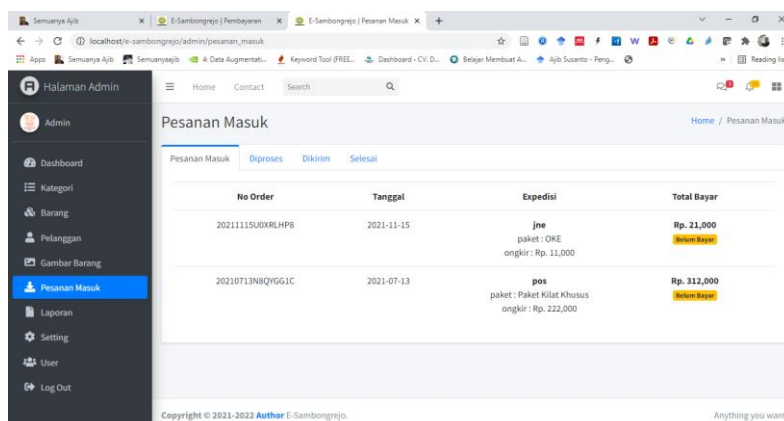 Semuanya Ajib
E-Sambongrejo | Pembayaran
E-Sambongrejo | Pesanan Masuk
localhost/e-sambongrejo/admin/pesanan_masuk
Apps Semuanya Ajib Semuanyaajib 4: Data Augmentati... Keyword Tool (FREE... Dashboard - CV. D... Belajar Membuat A... Ajib Susanto - Peng... » Reading lis
Halaman Admin
Home Contact Search
Admin
Pesanan Masuk
Home / Pesanan Masuk
Dashboard
Kategori
Barang
Pelanggan
Gambar Barang
Pesanan Masuk
Laporan
Setting
User
Log Out
Pesanan Masuk Diproses Dikirim Selesai
No Order Tanggal Expedisi Total Bayar
20211115U0XRLHP8 2021-11-15 jne Rp. 21,000
paket : OKE Belum Bayar
ongkir : Rp. 11,000
20210713N8QYGG1C 2021-07-13 pos Rp. 312,000
paket : Paket Kilat Khusus Belum Bayar
ongkir : Rp. 222,000
Copyright © 2021-2022 Author E-Sambongrejo.
Anything you want